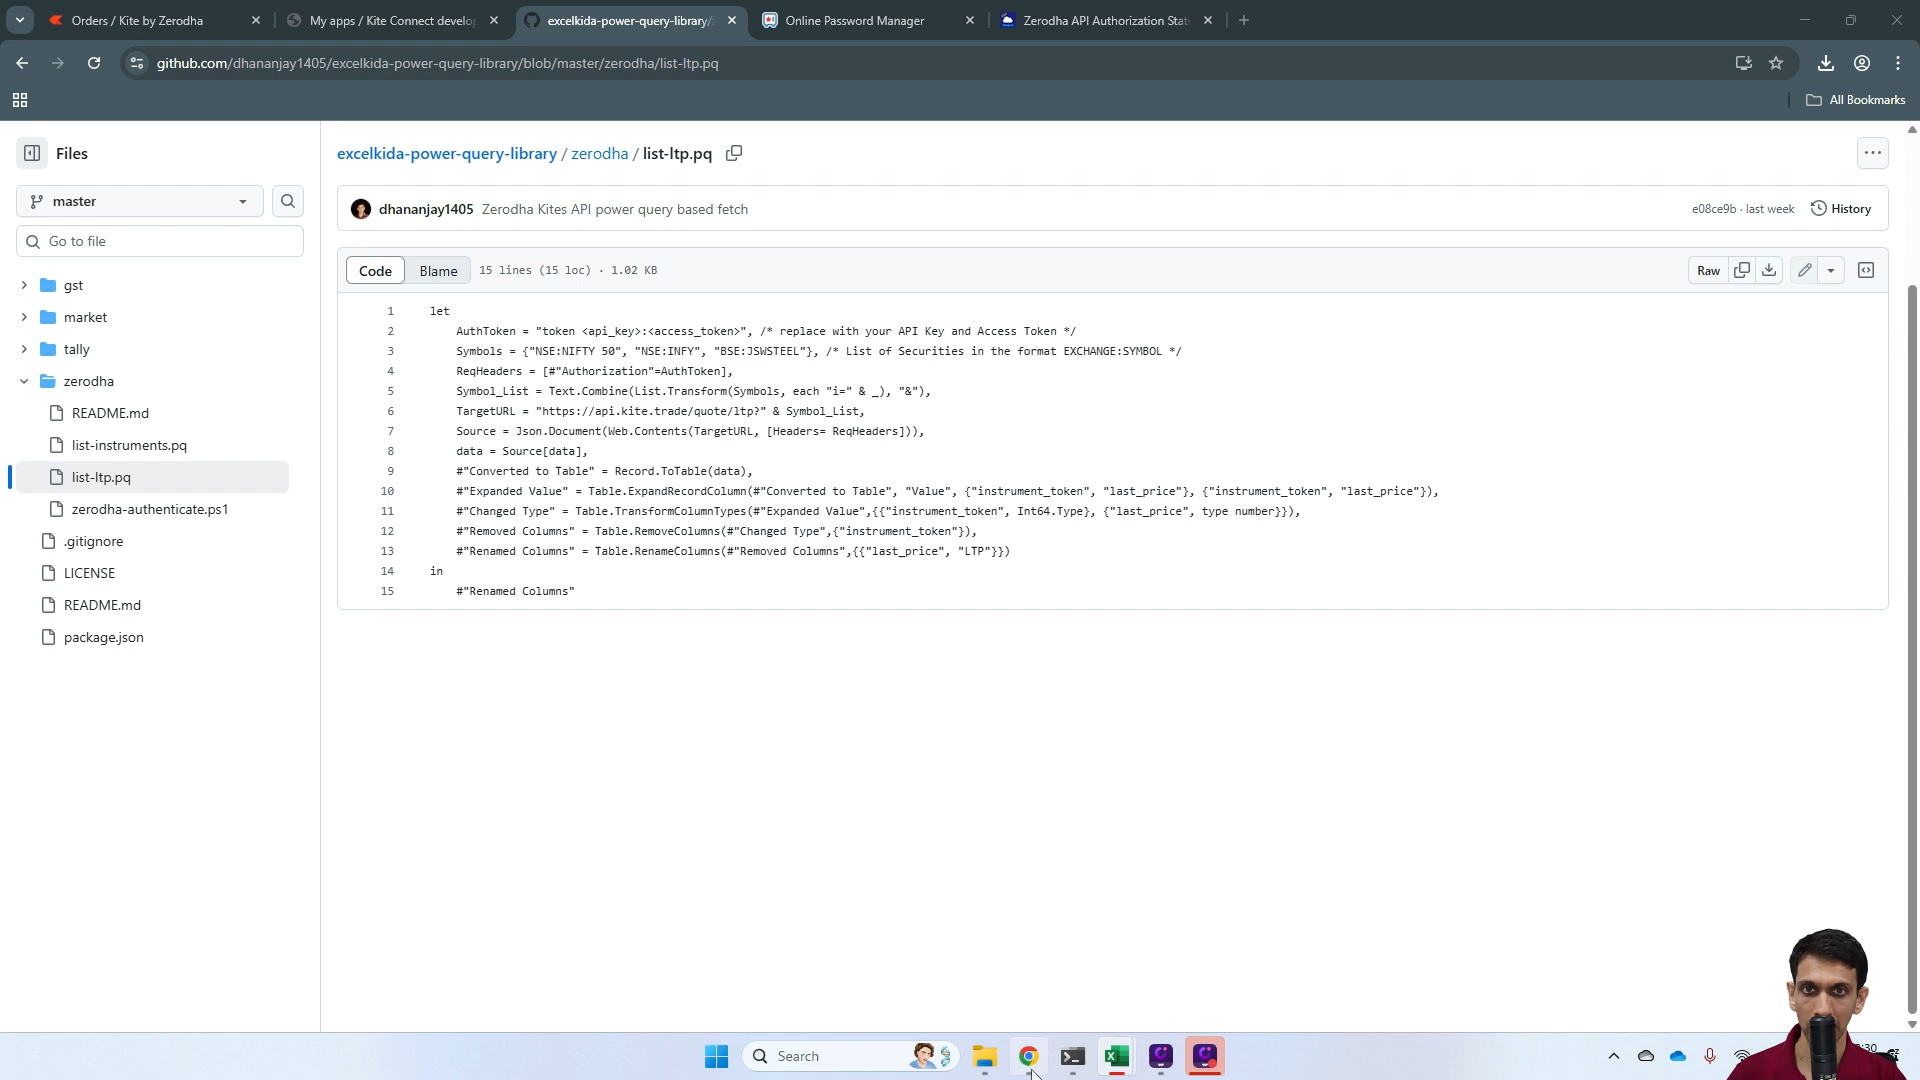 Orders / Kite by Zerodha
My apps / Kite Connect develo
excelkida-power-query-library/
Online Password Manager
Zerodha API Authorization Stat
github.com/dhananjay1405/excelkida-power-query-library/blob/master/zerodha/list-ltp.pq
All Bookmarks
Files
excelkida-power-query-library / zerodha / list-ltp.pq
master
Go to file
dhananjay1405 Zerodha Kites API power query based fetch
e08ce9b · last week
History
Code
Blame
15 lines (15 loc) · 1.02 KB
Raw
gst
market
tally
zerodha
README.md
list-instruments.pq
list-ltp.pq
zerodha-authenticate.ps1
.gitignore
LICENSE
README.md
package.json
1 let
2 AuthToken = "token <api_key>:<access_token>", /* replace with your API Key and Access Token */
3 Symbols = {"NSE:NIFTY 50", "NSE:INFY", "BSE:JSWSTEEL"}, /* List of Securities in the format EXCHANGE:SYMBOL */
4 ReqHeaders = [#"Authorization"=AuthToken],
5 Symbol_List = Text.Combine(List.Transform(Symbols, each "i=" & _), "&"),
6 TargetURL = "https://api.kite.trade/quote/ltp?" & Symbol_List,
7 Source = Json.Document(Web.Contents(TargetURL, [Headers= ReqHeaders])),
8 data = Source[data],
9 #"Converted to Table" = Record.ToTable(data),
10 #"Expanded Value" = Table.ExpandRecordColumn(#"Converted to Table", "Value", {"instrument_token", "last_price"}, {"instrument_token", "last_price"}),
11 #"Changed Type" = Table.TransformColumnTypes(#"Expanded Value",{{"instrument_token", Int64.Type}, {"last_price", type number}}),
12 #"Removed Columns" = Table.RemoveColumns(#"Changed Type",{"instrument_token"}),
13 #"Renamed Columns" = Table.RenameColumns(#"Removed Columns",{{"last_price", "LTP"}})
14 in
15 #"Renamed Columns"
Search